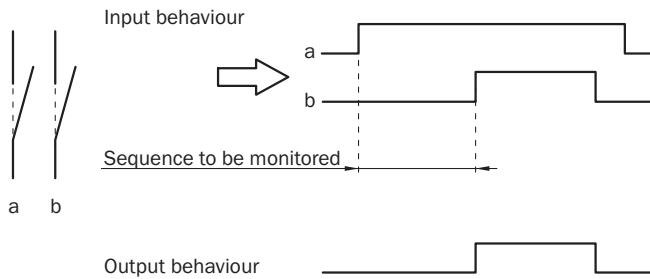 Input behaviour
a
b
Sequence to be monitored
a b
Output behaviour